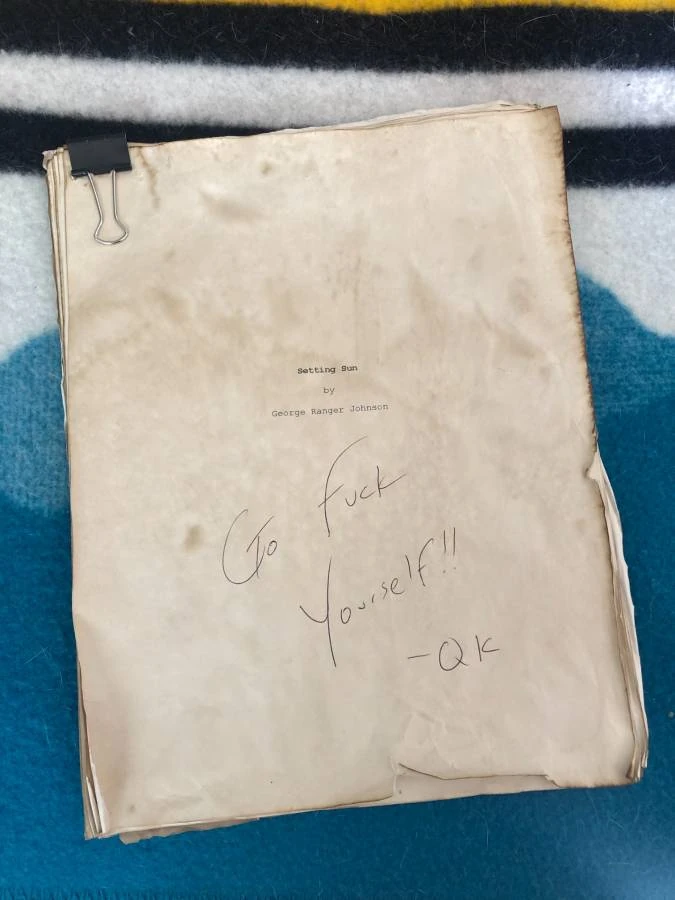 Setting Sun
by
George Ranger Johnson
Go Fuck
Yourself!!
-QK